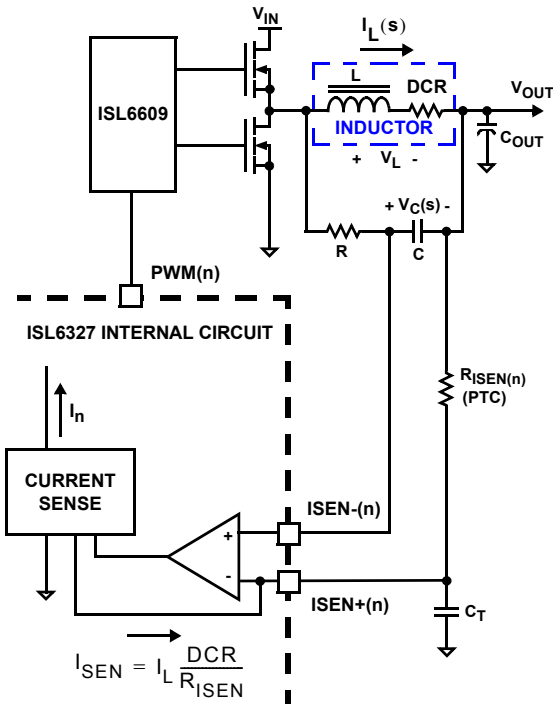 V_IN
I_L(s)
L
DCR
V_OUT
ISL6609
INDUCTOR
C_OUT
+ V_L -
+ V_C(s) -
R
C
PWM(n)
ISL6327 INTERNAL CIRCUIT
R_ISEN(n)
(PTC)
I_n
CURRENT
SENSE
ISEN-(n)
+
-
ISEN+(n)
C_T
I_SEN = I_L DCR/R_ISEN